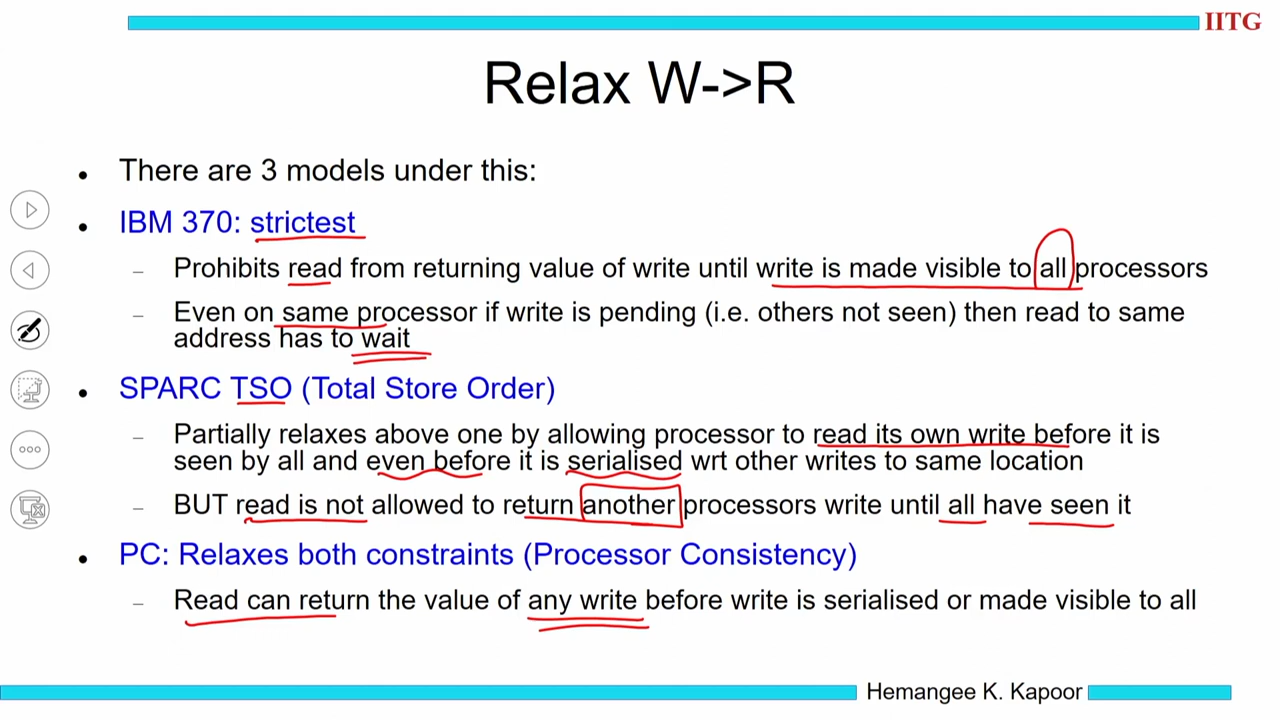 IITG
Relax W->R
• There are 3 models under this:
• IBM 370: strictest
– Prohibits read from returning value of write until write is made visible to all processors
– Even on same processor if write is pending (i.e. others not seen) then read to same
address has to wait
• SPARC TSO (Total Store Order)
– Partially relaxes above one by allowing processor to read its own write before it is
seen by all and even before it is serialised wrt other writes to same location
– BUT read is not allowed to return another processors write until all have seen it
• PC: Relaxes both constraints (Processor Consistency)
– Read can return the value of any write before write is serialised or made visible to all
Hemangee K. Kapoor